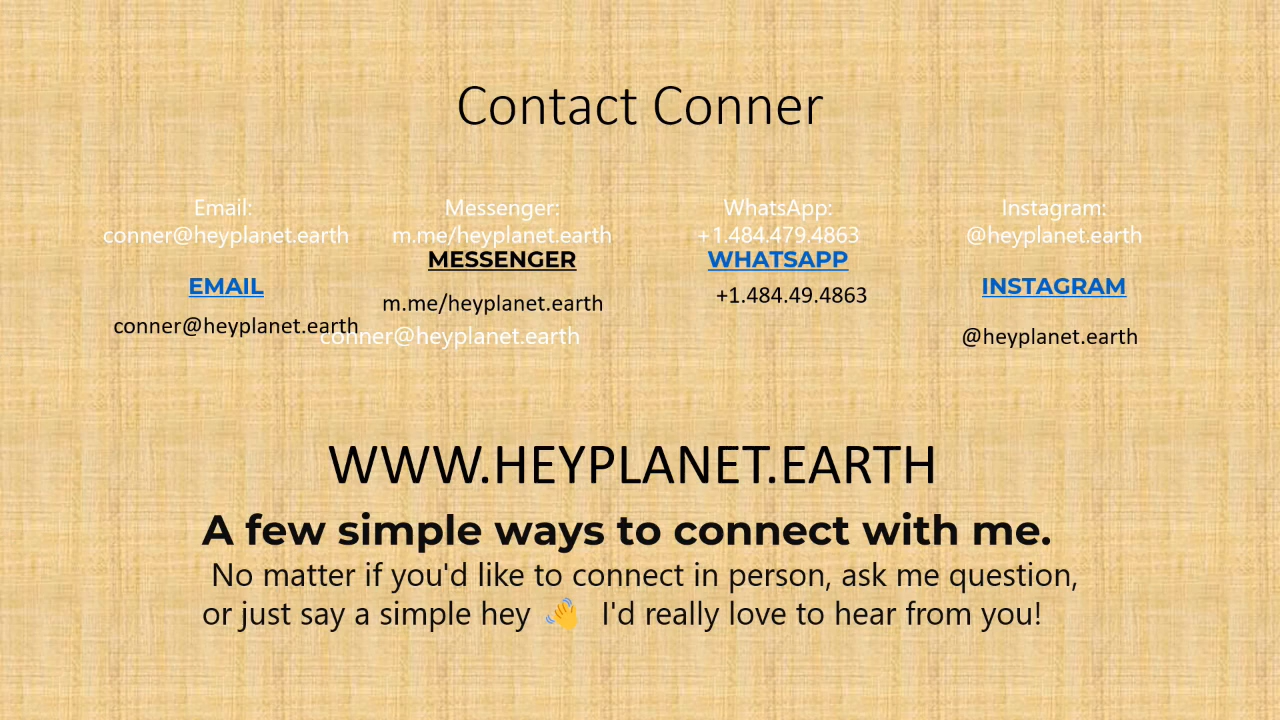 Contact Conner
Email:
conner@heyplanet.earth
Messenger:
m.me/heyplanet.earth
WhatsApp:
+1.484.479.4863
Instagram:
@heyplanet.earth
EMAIL
conner@heyplanet.earth
MESSENGER
m.me/heyplanet.earth
conner@heyplanet.earth
WHATSAPP
+1.484.49.4863
INSTAGRAM
@heyplanet.earth
WWW.HEYPLANET.EARTH
A few simple ways to connect with me.
No matter if you'd like to connect in person, ask me question,
or just say a simple hey 👋 I'd really love to hear from you!